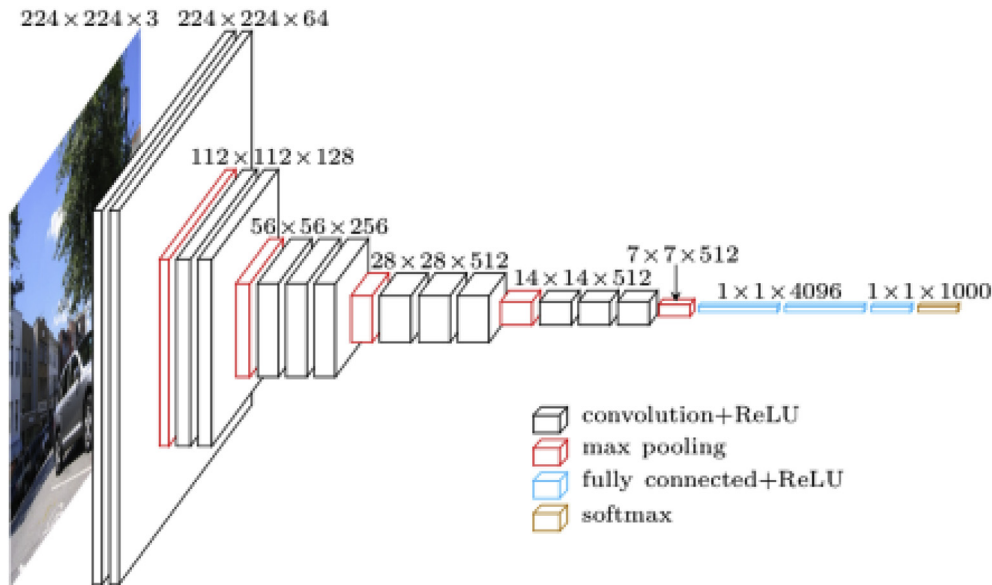 224×224×3
224×224×64
112×112×128
56×56×256
28×28×512
14×14×512
7×7×512
1×1×4096
1×1×1000
convolution+ReLU
max pooling
fully connected+ReLU
softmax